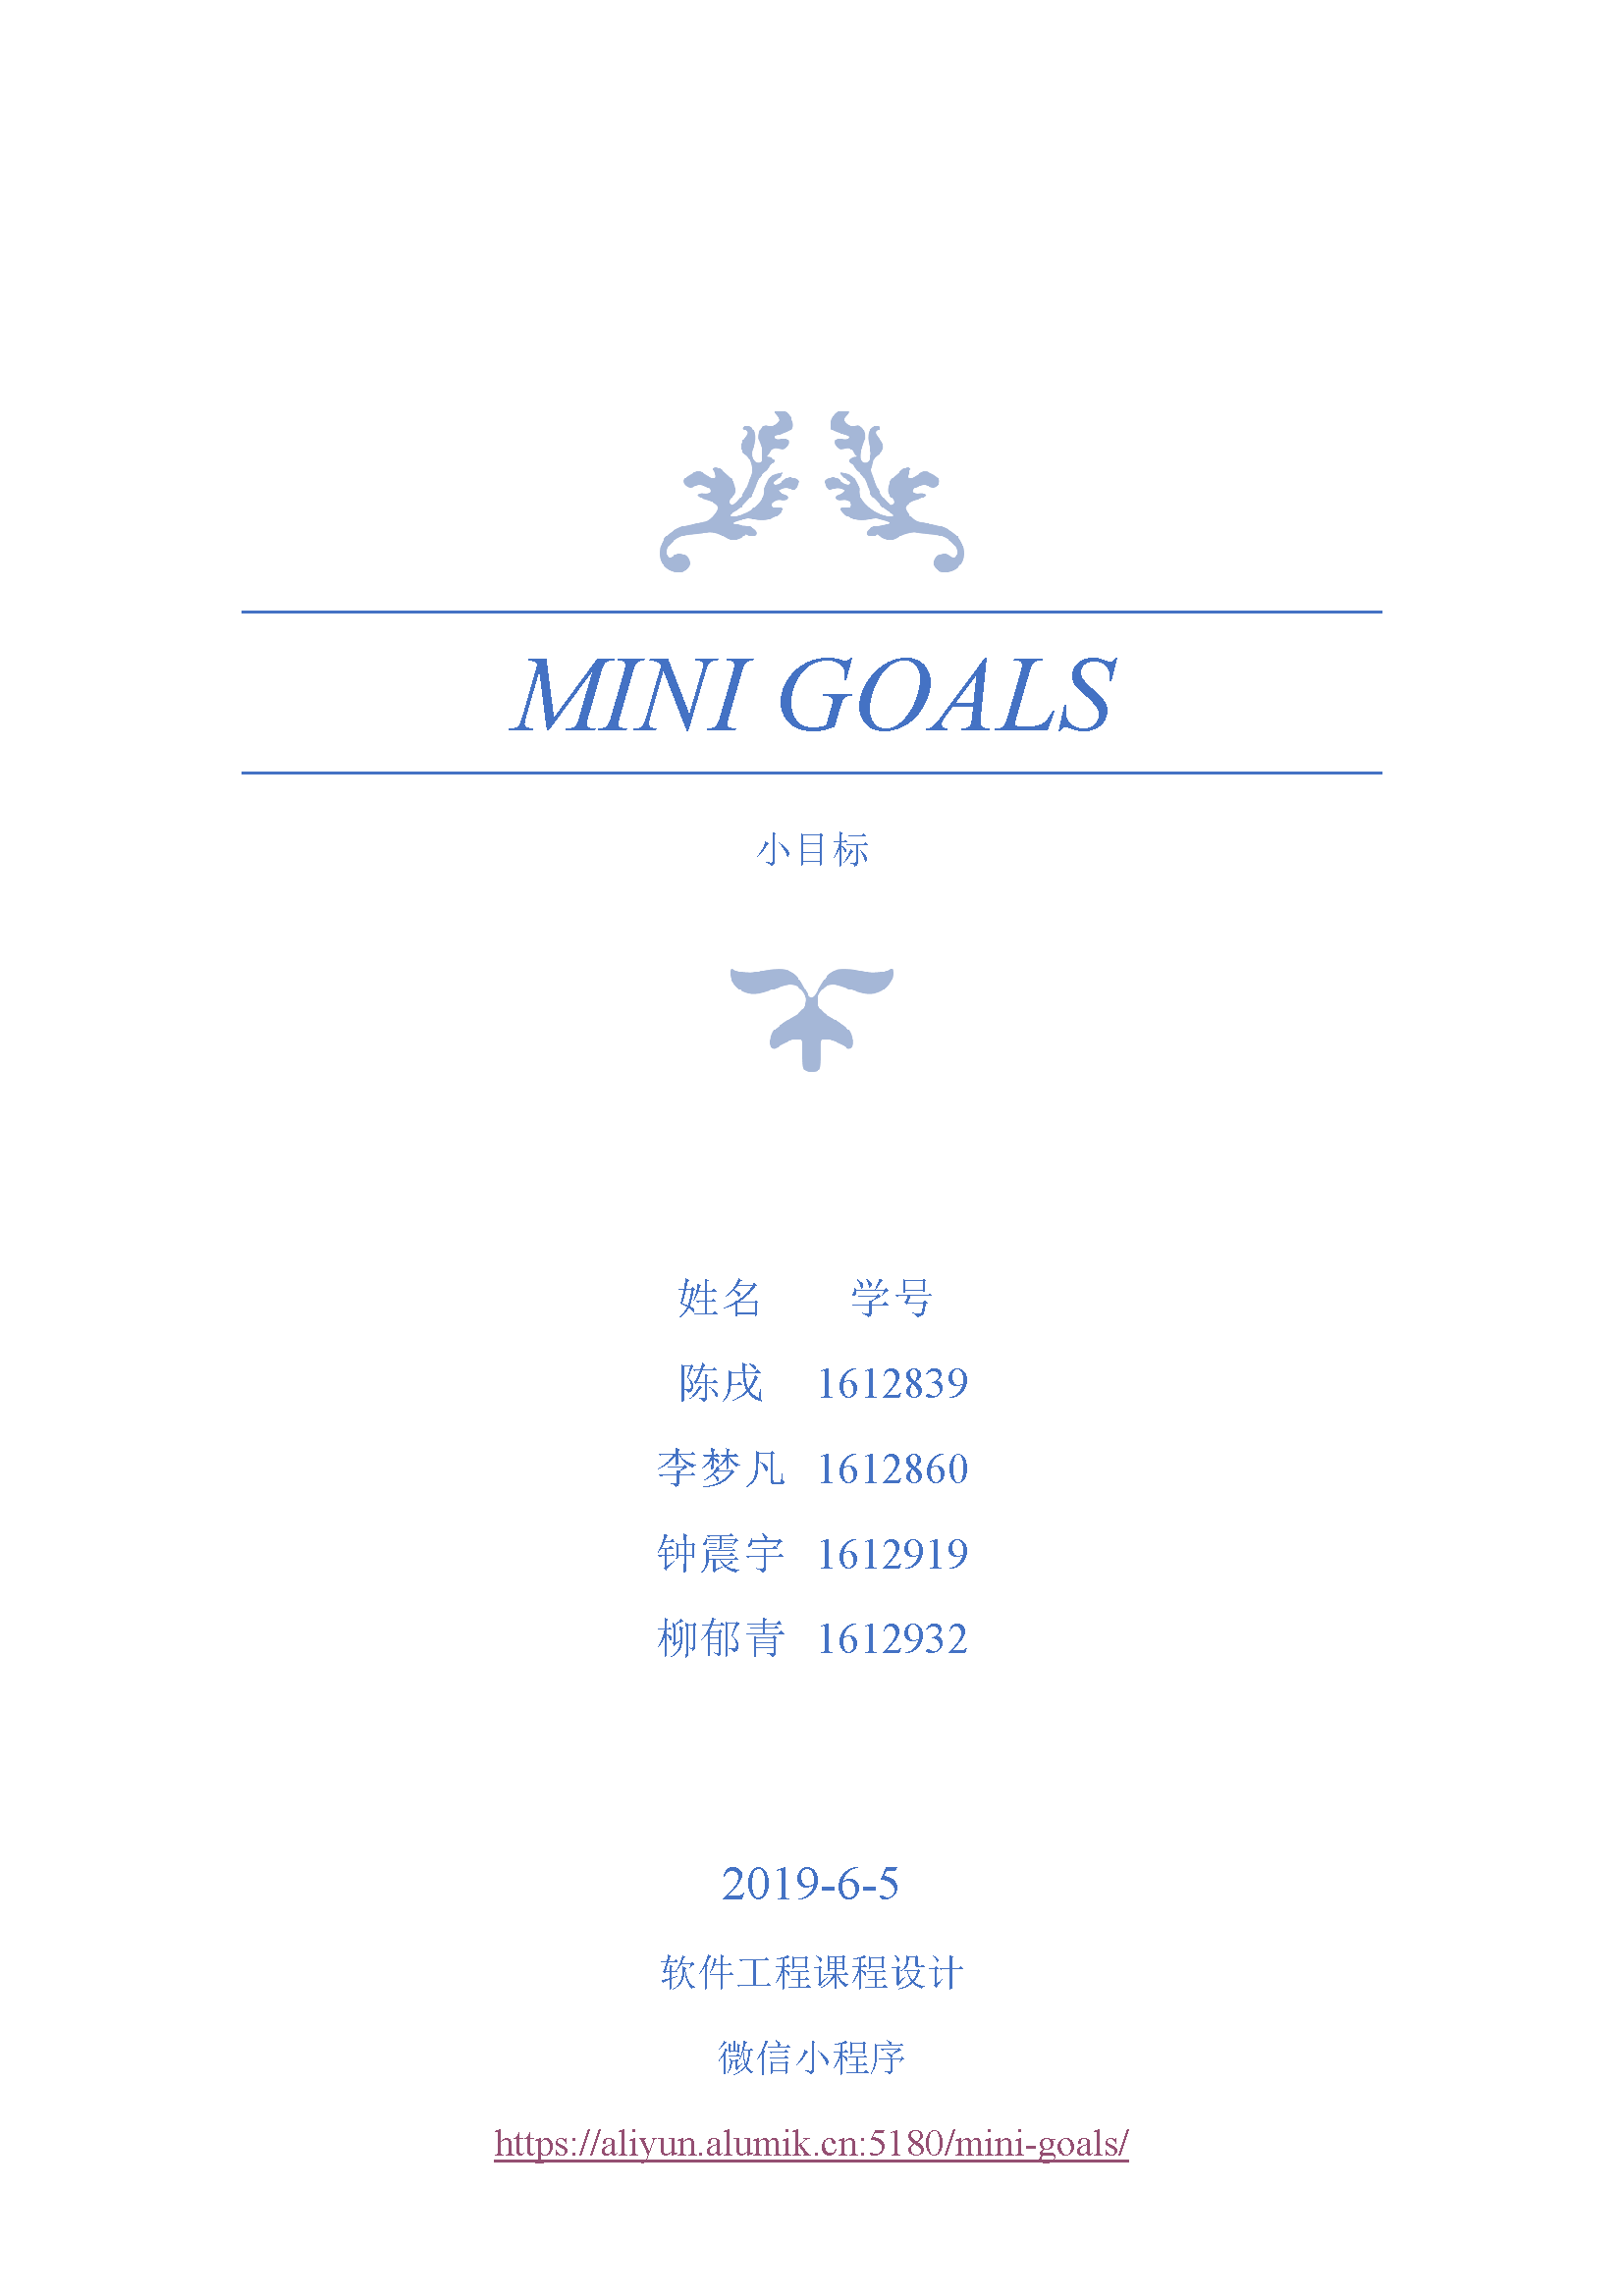 MINI GOALS
小目标
姓名 学号
陈戌 1612839
李梦凡 1612860
钟震宇 1612919
柳郁青 1612932
2019-6-5
软件工程课程设计
微信小程序
https://aliyun.alumik.cn:5180/mini-goals/